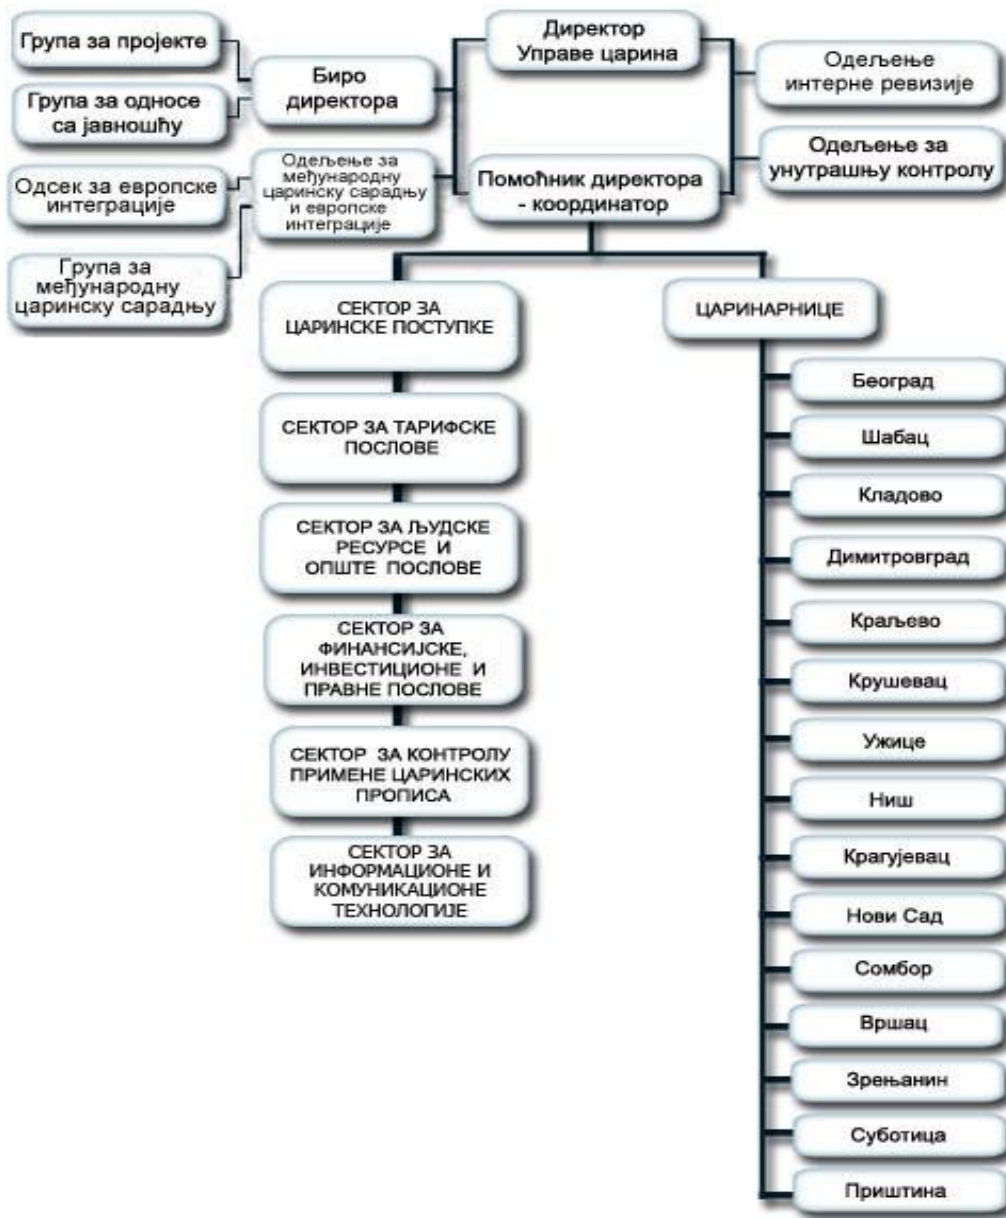 Група за пројекте
Група за односе
са јавношћу
Одсек за европске
интеграције
Група за
међународну
царинску сарадњу
Биро
директора
Одељење за
међународну
царинску сарадњу
и европске
интеграције
Директор
Управе царина
Помоћник директора
- координатор
Одељење
интерне ревизије
Одељење за
унутрашњу контролу
СЕКТОР ЗА
ЦАРИНСКЕ ПОСТУПКЕ
СЕКТОР ЗА ТАРИФСКЕ
ПОСЛОВЕ
СЕКТОР ЗА ЉУДСКЕ
РЕСУРСЕ И
ОПШТЕ ПОСЛОВЕ
СЕКТОР ЗА
ФИНАНСИЈСКЕ,
ИНВЕСТИЦИОНЕ И
ПРАВНЕ ПОСЛОВЕ
СЕКТОР ЗА КОНТРОЛУ
ПРИМЕНЕ ЦАРИНСКИХ
ПРОПИСА
СЕКТОР ЗА
ИНФОРМАЦИОНЕ И
КОМУНИКАЦИОНЕ
ТЕХНОЛОГИЈЕ
ЦАРИНАРНИЦЕ
Београд
Шабац
Кладово
Димитровград
Краљево
Крушевац
Ужице
Ниш
Крагујевац
Нови Сад
Сомбор
Вршац
Зрењанин
Суботица
Приштина